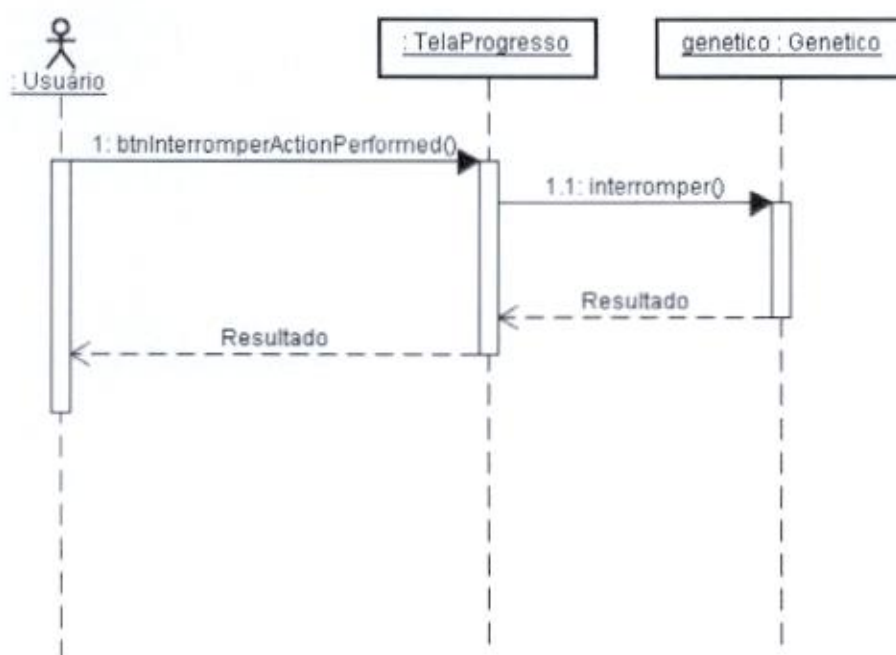 : Usuário
: TelaProgresso
genetico : Genetico
1: btnInterromperActionPerformed()
1.1: interromper()
Resultado
Resultado